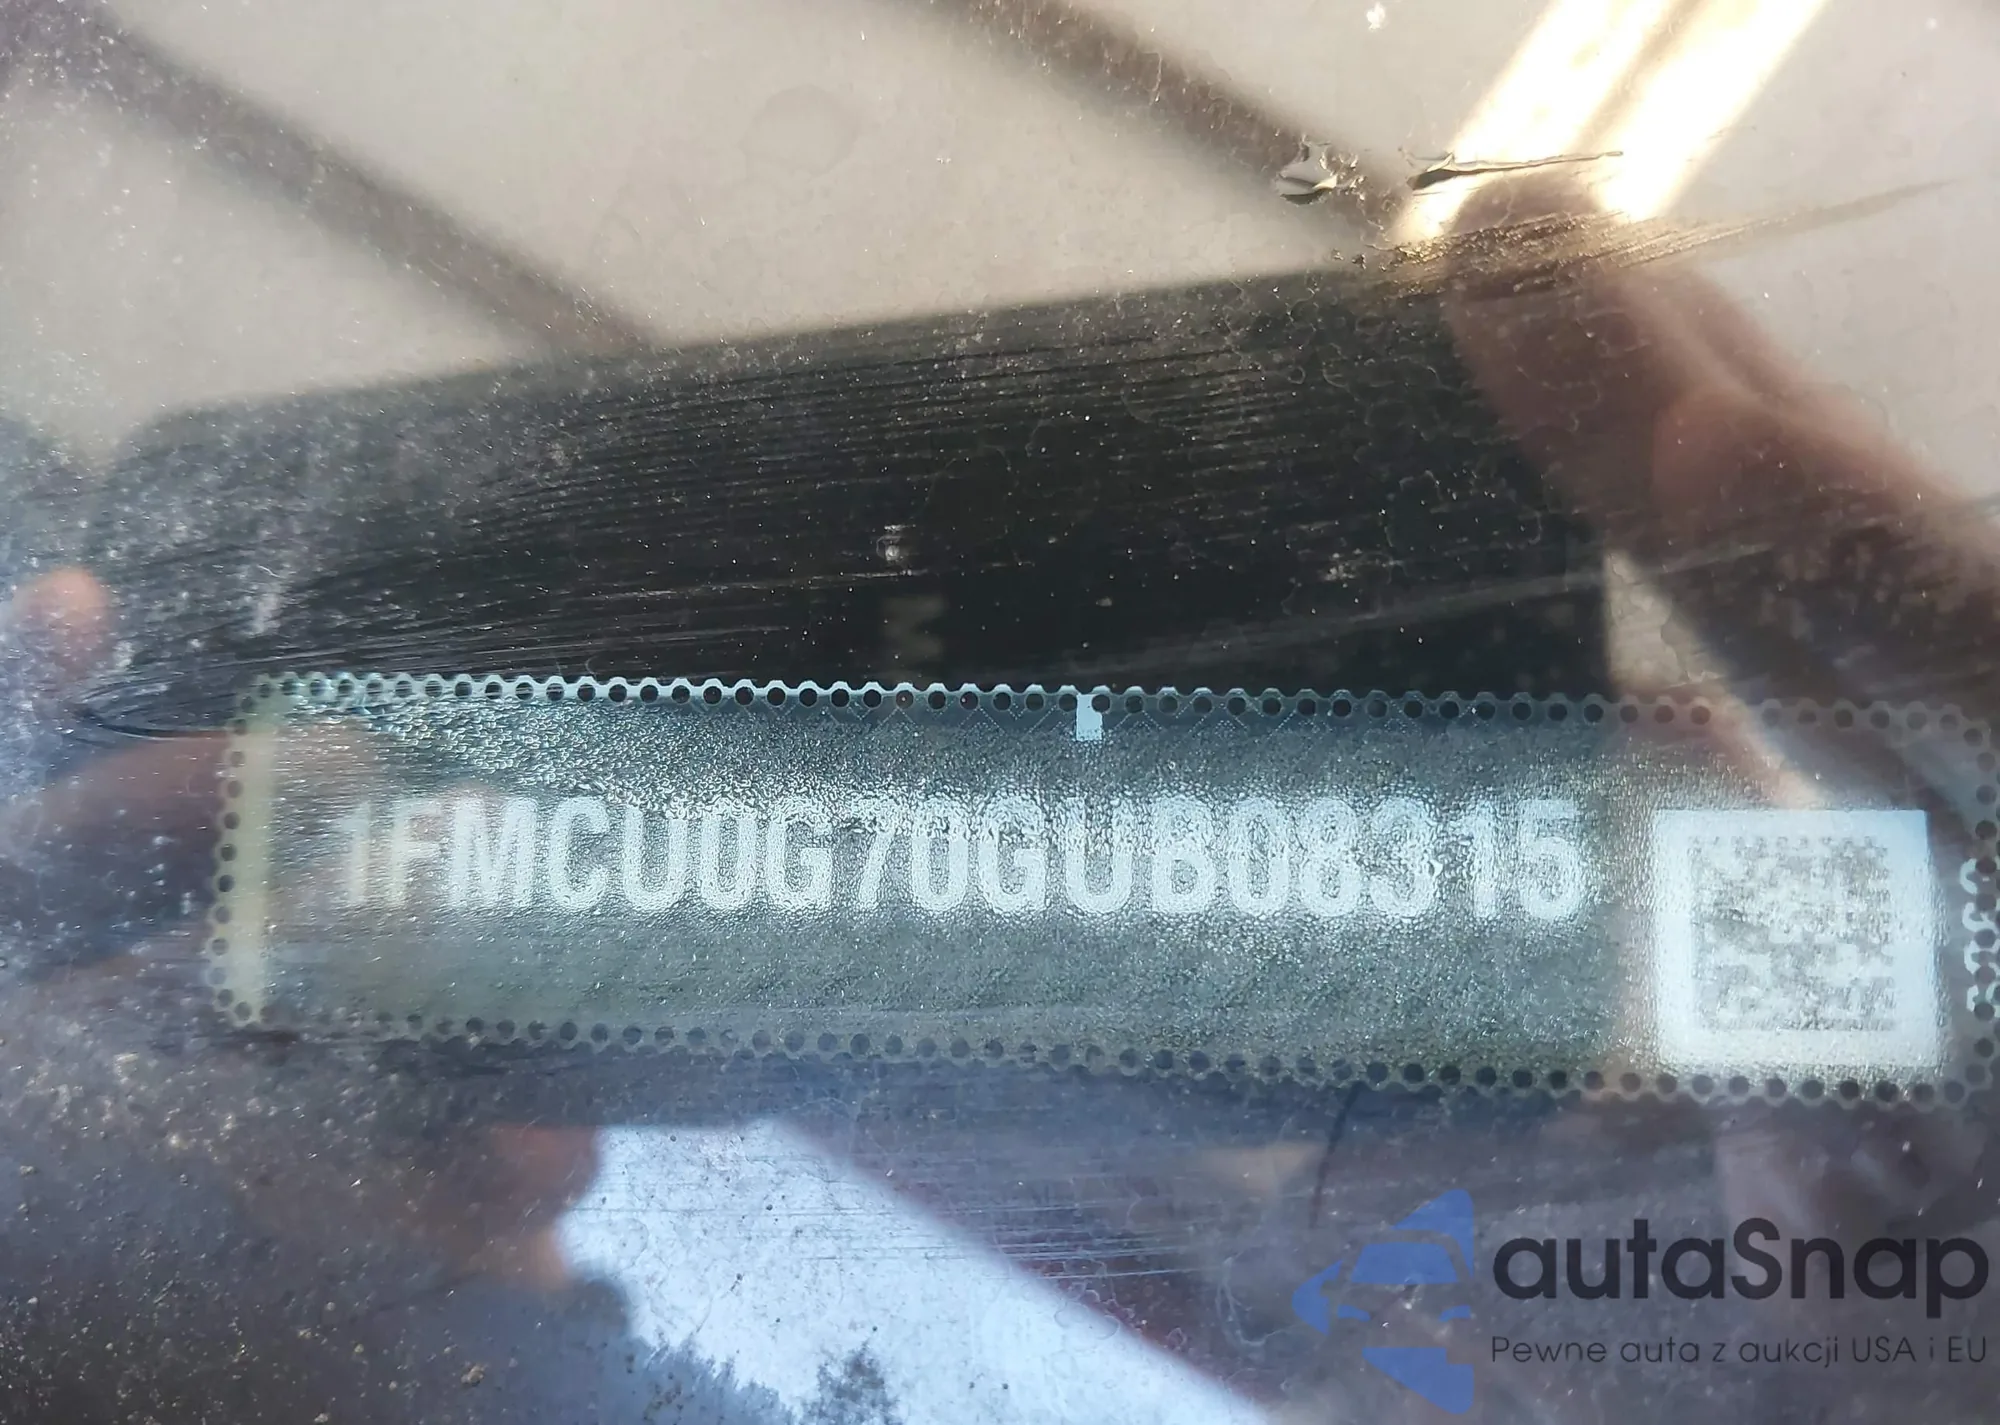 1FMCU0G70GUB08315
autaSnap
Pewne auta z aukcji USA i EU